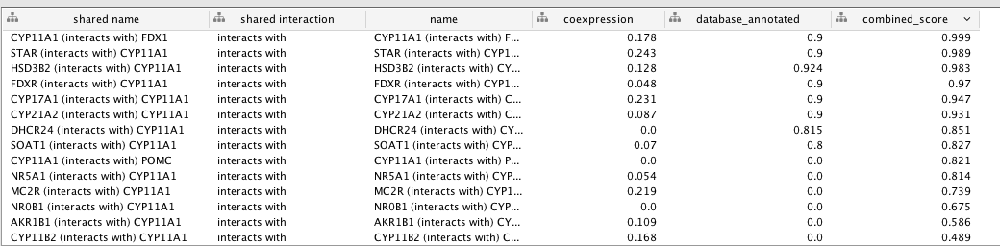 shared name shared interaction name coexpression database_annotated combined_score
CYP11A1 (interacts with) FDX1 interacts with CYP11A1 (interacts with) F... 0.178 0.9 0.999
STAR (interacts with) CYP11A1 interacts with STAR (interacts with) CYP1... 0.243 0.9 0.989
HSD3B2 (interacts with) CYP11A1 interacts with HSD3B2 (interacts with) CY... 0.128 0.924 0.983
FDXR (interacts with) CYP11A1 interacts with FDXR (interacts with) CYP1... 0.048 0.9 0.97
CYP17A1 (interacts with) CYP11A1 interacts with CYP17A1 (interacts with) C... 0.231 0.9 0.947
CYP21A2 (interacts with) CYP11A1 interacts with CYP21A2 (interacts with) C... 0.087 0.9 0.931
DHCR24 (interacts with) CYP11A1 interacts with DHCR24 (interacts with) CY... 0.0 0.815 0.851
SOAT1 (interacts with) CYP11A1 interacts with SOAT1 (interacts with) CYP... 0.07 0.8 0.827
CYP11A1 (interacts with) POMC interacts with CYP11A1 (interacts with) P... 0.0 0.0 0.821
NR5A1 (interacts with) CYP11A1 interacts with NR5A1 (interacts with) CYP... 0.054 0.0 0.814
MC2R (interacts with) CYP11A1 interacts with MC2R (interacts with) CYP1... 0.219 0.0 0.739
NR0B1 (interacts with) CYP11A1 interacts with NR0B1 (interacts with) CYP... 0.0 0.0 0.675
AKR1B1 (interacts with) CYP11A1 interacts with AKR1B1 (interacts with) CY... 0.109 0.0 0.586
CYP11B2 (interacts with) CYP11A1 interacts with CYP11B2 (interacts with) C... 0.168 0.0 0.489